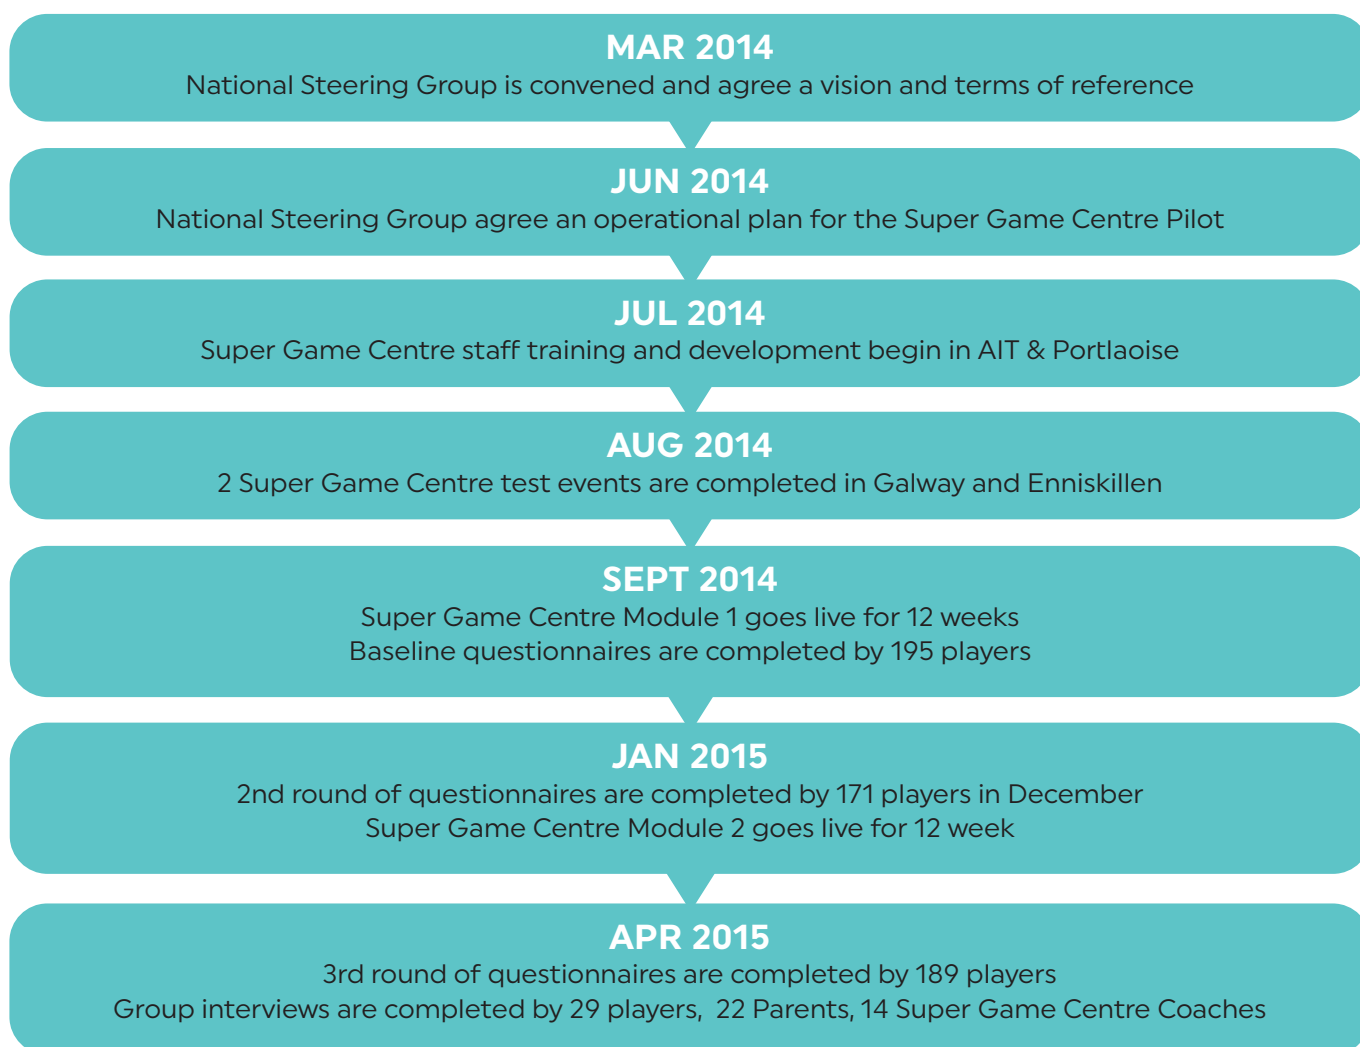 MAR 2014
National Steering Group is convened and agree a vision and terms of reference
JUN 2014
National Steering Group agree an operational plan for the Super Game Centre Pilot
JUL 2014
Super Game Centre staff training and development begin in AIT & Portlaoise
AUG 2014
2 Super Game Centre test events are completed in Galway and Enniskillen
SEPT 2014
Super Game Centre Module 1 goes live for 12 weeks
Baseline questionnaires are completed by 195 players
JAN 2015
2nd round of questionnaires are completed by 171 players in December
Super Game Centre Module 2 goes live for 12 week
APR 2015
3rd round of questionnaires are completed by 189 players
Group interviews are completed by 29 players, 22 Parents, 14 Super Game Centre Coaches